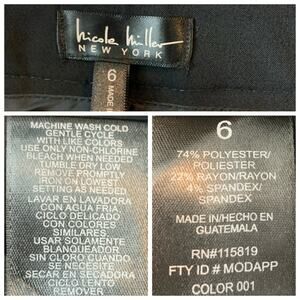 nicole miller
NEW YORK
6
MADE IN
MACHINE WASH COLD
GENTLE CYCLE
WITH LIKE COLORS
USE ONLY NON-CHLORINE
BLEACH WHEN NEEDED
TUMBLE DRY LOW
REMOVE PROMPTLY
IRON ON LOWEST
SETTING AS NEEDED
LAVAR EN LAVADORA
CON AGUA FRIA
CICLO DELICADO
CON COLORES
SIMILARES
USAR SOLAMENTE
BLANQUEADOR
SIN CLORO CUANDO
SE NECESITE
SECAR EN SECADORA
CICLO LENTO
6
74% POLYESTER/
POLIESTER
22% RAYON/RAYON
4% SPANDEX/
SPANDEX
MADE IN/HECHO EN
GUATEMALA
RN#115819
FTY ID # MODAPP
COLOR 001